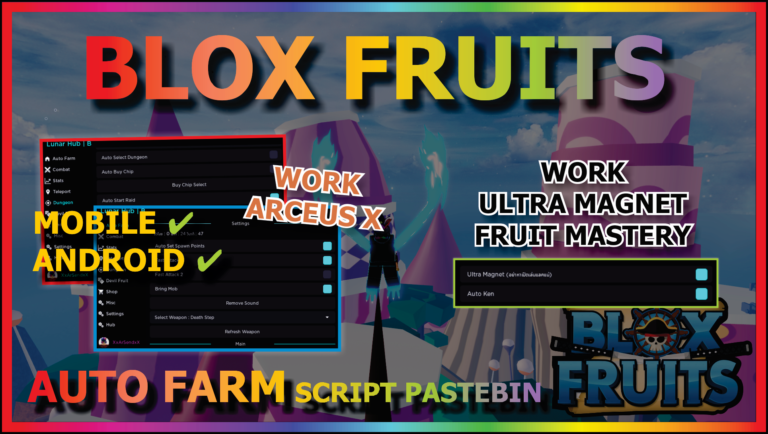 BLOX FRUITS
Lunar Hub | B
Auto Farm
Combat
Stats
Teleport
Dungeon
Auto Select Dungeon
Auto Buy Chip
Buy Chip Select
Auto Start Raid
WORK
ARCEUS X
MOBILE ✔
ANDROID ✔
Settings
Auto Set Spawn Points
Bring Mob
Remove Sound
Select Weapon : Death Step
Refresh Weapon
Main
Devil Fruit
Shop
Misc
Settings
Hub
WORK
ULTRA MAGNET
FRUIT MASTERY
Auto Ken
Ultra Magnet
BLOX
FRUITS
AUTO FARM SCRIPT PASTEBIN